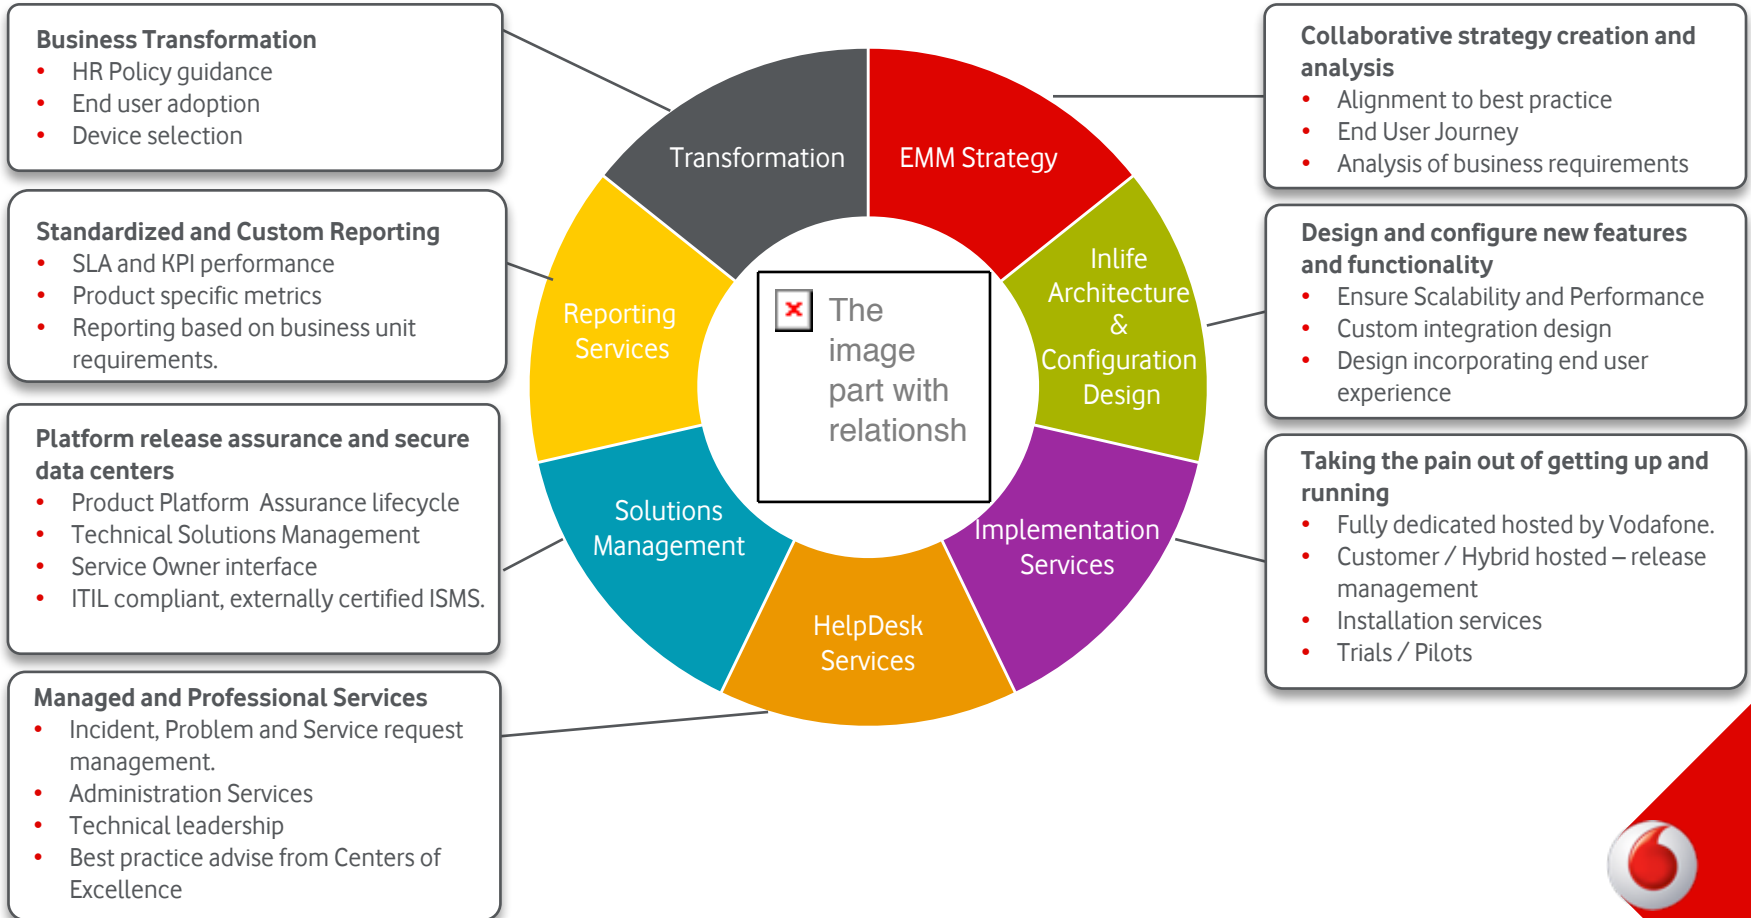 Business Transformation
• HR Policy guidance
• End user adoption
• Device selection
Standardized and Custom Reporting
• SLA and KPI performance
• Product specific metrics
• Reporting based on business unit
requirements.
Platform release assurance and secure
data centers
• Product Platform  Assurance lifecycle
• Technical Solutions Management
• Service Owner interface
• ITIL compliant, externally certified ISMS.
Managed and Professional Services
• Incident, Problem and Service request
management.
• Administration Services
• Technical leadership
• Best practice advise from Centers of
Excellence
Transformation
EMM Strategy
Reporting
Services
Inlife
Architecture
&
Configuration
Design
The
image
part with
relationsh
Solutions
Management
Implementation
Services
HelpDesk
Services
Collaborative strategy creation and
analysis
• Alignment to best practice
• End User Journey
• Analysis of business requirements
Design and configure new features
and functionality
• Ensure Scalability and Performance
• Custom integration design
• Design incorporating end user
experience
Taking the pain out of getting up and
running
• Fully dedicated hosted by Vodafone.
• Customer / Hybrid hosted – release
management
• Installation services
• Trials / Pilots